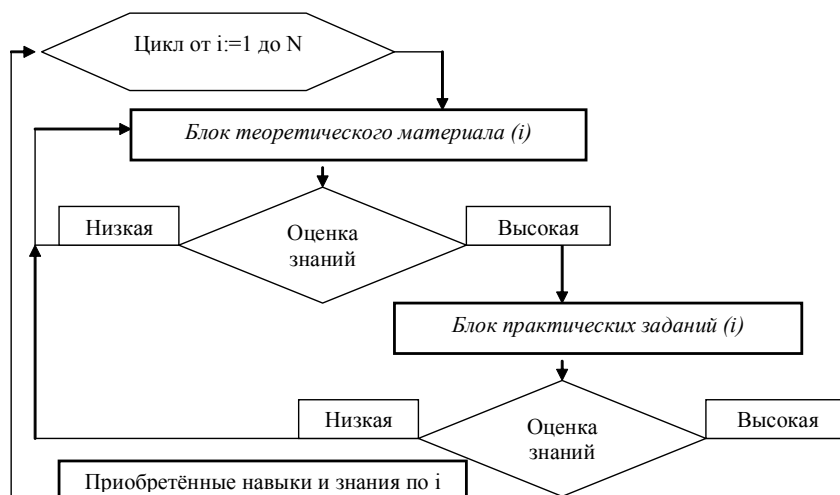 Цикл от i:=1 до N
Блок теоретического материала (i)
Низкая
Оценка
знаний
Высокая
Блок практических заданий (i)
Низкая
Оценка
знаний
Высокая
Приобретённые навыки и знания по i